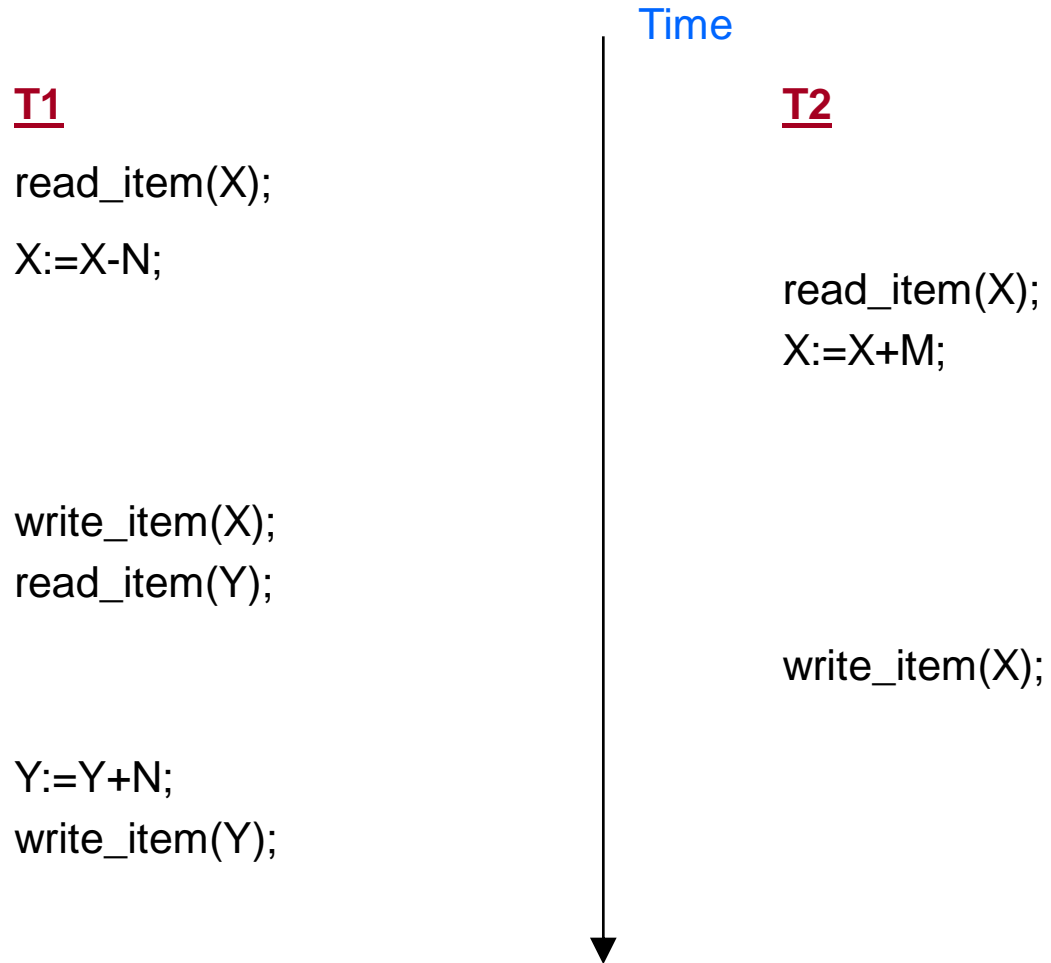 Time
T1
T2
read_item(X);
X:=X-N;
read_item(X);
X:=X+M;
write_item(X);
read_item(Y);
write_item(X);
Y:=Y+N;
write_item(Y);